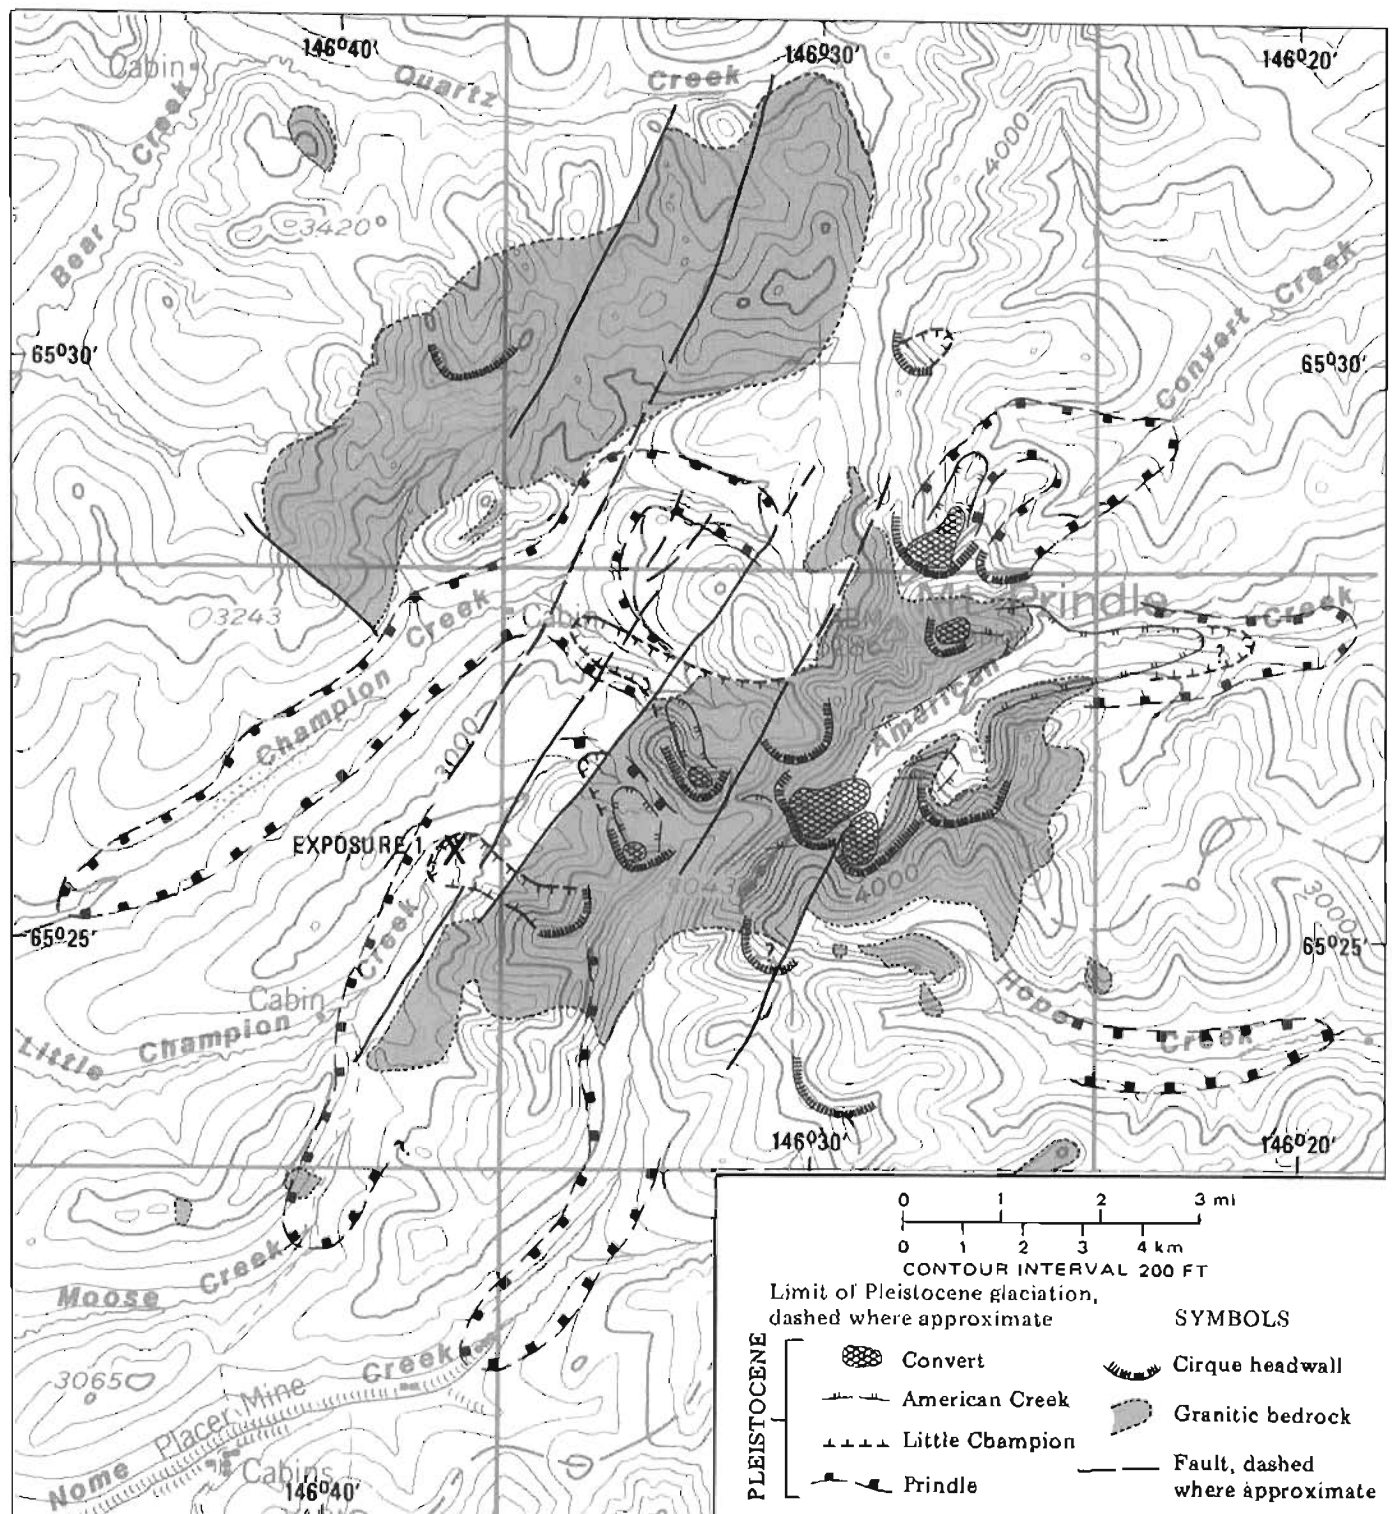 146°40'
146°30'
146°20'
Cabin
Quartz Creek
Bear Creek
4000
3420
Convert Creek
65°30'
65°30'
Mt. Prindle
Creek
3243
Cabin
Champion Creek
American
3000
EXPOSURE 1
5043
4000
3000
65°25'
65°25'
Creek
Cabin
Hope Creek
Little Champion
146°30'
146°20'
?
?
?
Moose Creek
3065
Creek
Placer Mine
Nome
Cabins
146°40'
0 1 2 3 mi
0 1 2 3 4 km
CONTOUR INTERVAL 200 FT
Limit of Pleistocene glaciation,
dashed where approximate
SYMBOLS
PLEISTOCENE
Convert
Cirque headwall
American Creek
Granitic bedrock
Little Champion
Prindle
Fault, dashed
where approximate